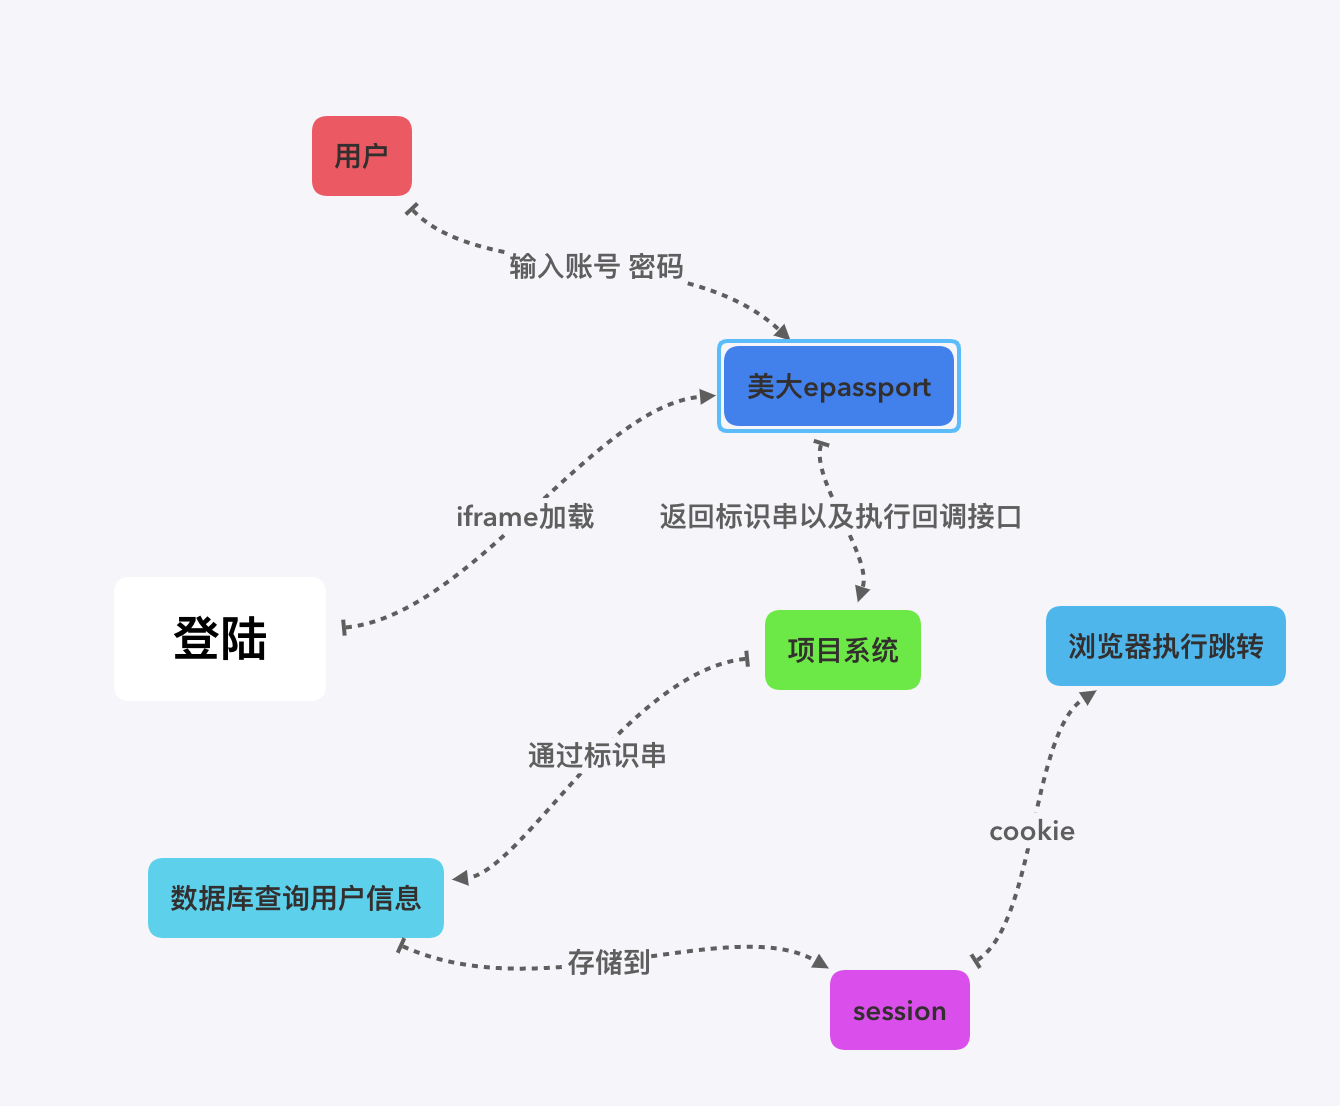 用户
输入账号 密码
美大epassport
iframe加载
返回标识串以及执行回调接口
登陆
项目系统
浏览器执行跳转
通过标识串
cookie
数据库查询用户信息
存储到
session